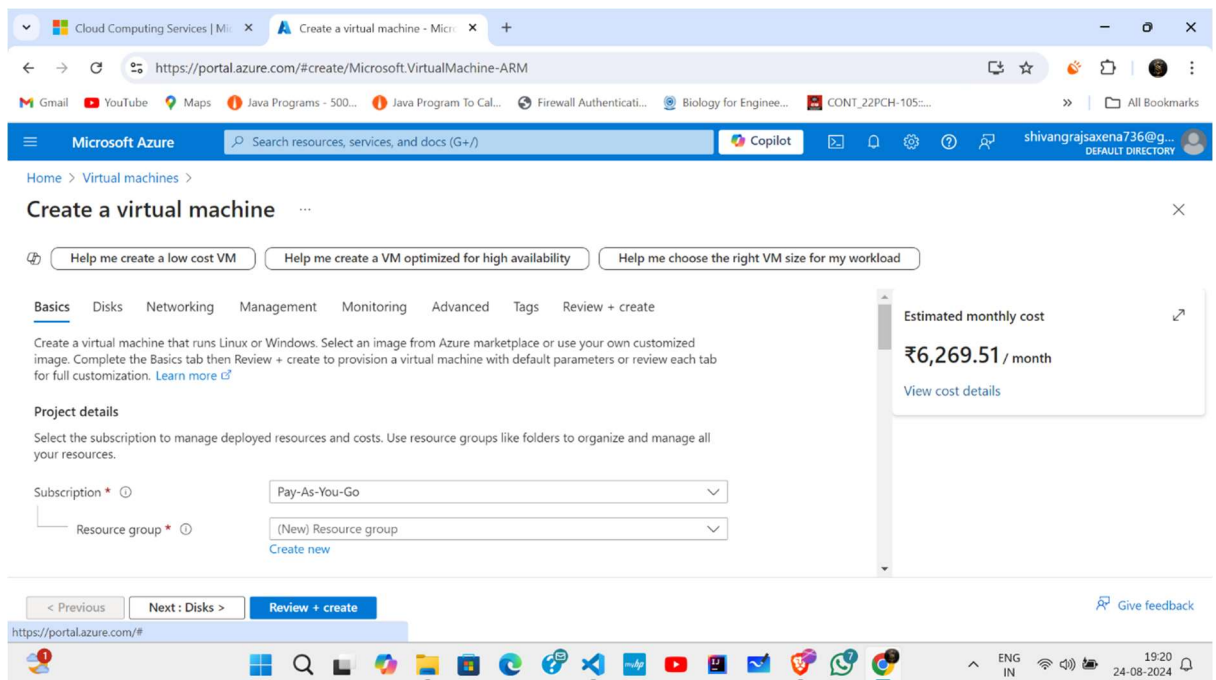 Cloud Computing Services | Mic
Create a virtual machine - Micro
https://portal.azure.com/#create/Microsoft.VirtualMachine-ARM
Gmail YouTube Maps Java Programs - 500... Java Program To Cal... Firewall Authenticati... Biology for Enginee... CONT_22PCH-105::... All Bookmarks
Microsoft Azure Search resources, services, and docs (G+/) Copilot shivangrajsaxena736@g...
DEFAULT DIRECTORY
Home > Virtual machines >
Create a virtual machine ...
Help me create a low cost VM Help me create a VM optimized for high availability Help me choose the right VM size for my workload
Basics Disks Networking Management Monitoring Advanced Tags Review + create
Create a virtual machine that runs Linux or Windows. Select an image from Azure marketplace or use your own customized
image. Complete the Basics tab then Review + create to provision a virtual machine with default parameters or review each tab
for full customization. Learn more
Project details
Select the subscription to manage deployed resources and costs. Use resource groups like folders to organize and manage all
your resources.
Subscription * Pay-As-You-Go
Resource group * (New) Resource group
Create new
Estimated monthly cost
₹6,269.51 / month
View cost details
< Previous Next : Disks > Review + create Give feedback
https://portal.azure.com/#
1
myhp
7
ENG
IN
19:20
24-08-2024